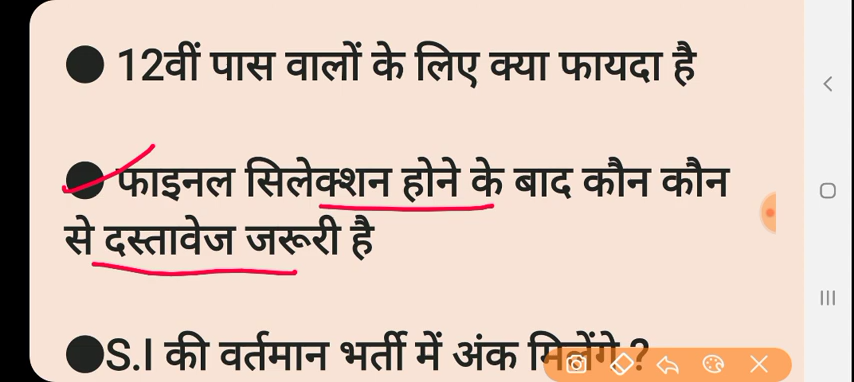 ● 12वीं पास वालों के लिए क्या फायदा है
● फाइनल सिलेक्शन होने के बाद कौन कौन
से दस्तावेज जरूरी है
●S.I की वर्तमान भर्ती में अंक मिलेंगे ?